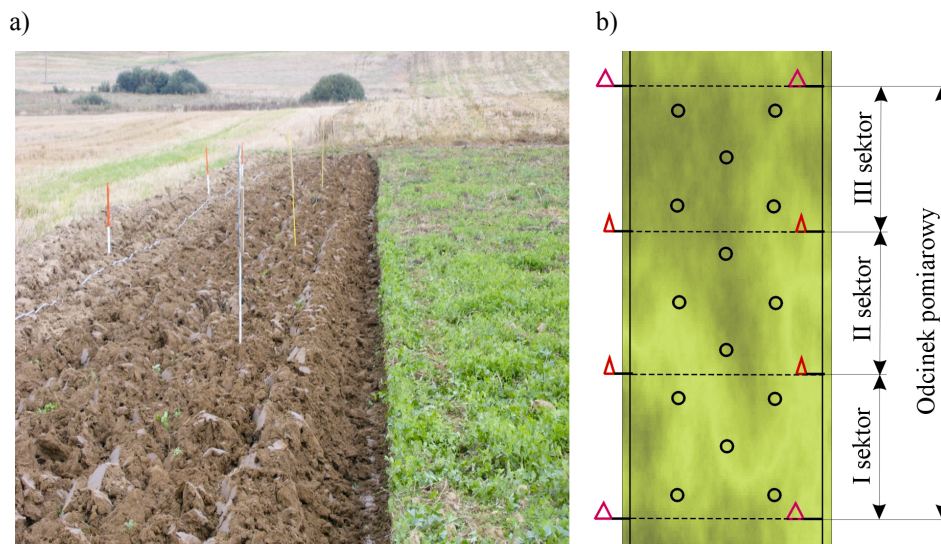 a)
b)
III sektor
II sektor
I sektor
Odcinek pomiarowy